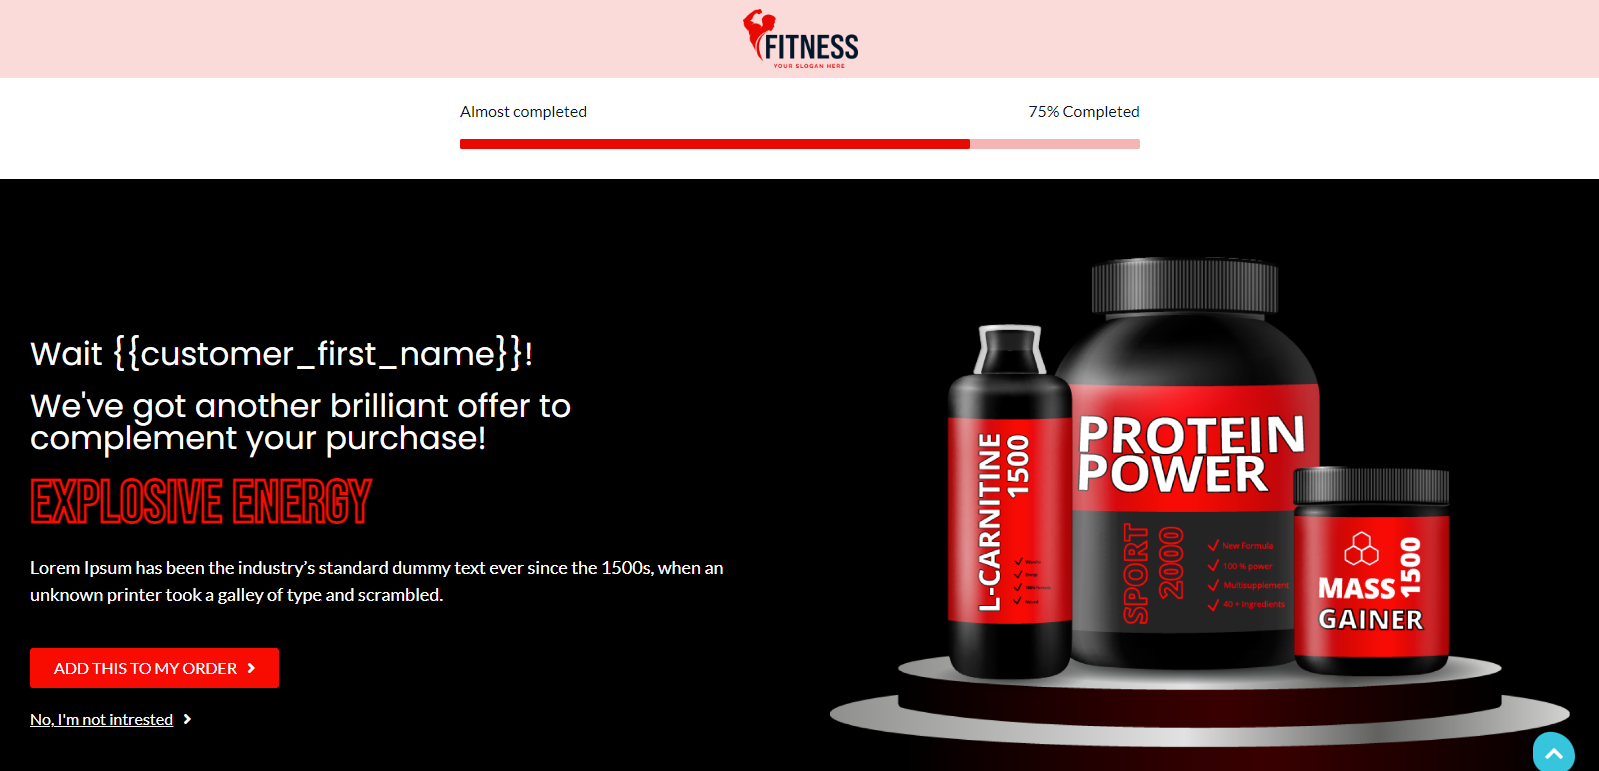 FITNESS
YOUR SLOGAN HERE
Almost completed
75% Completed
Wait {{customer_first_name}}!
We've got another brilliant offer to
complement your purchase!
EXPLOSIVE ENERGY
Lorem Ipsum has been the industry’s standard dummy text ever since the 1500s, when an
unknown printer took a galley of type and scrambled.
ADD THIS TO MY ORDER
No, I'm not intrested
L-CARNITINE
1500
PROTEIN
POWER
SPORT
2000
New Formula
100 % power
Multisupplement
40 + Ingredients
MASS
1500
GAINER